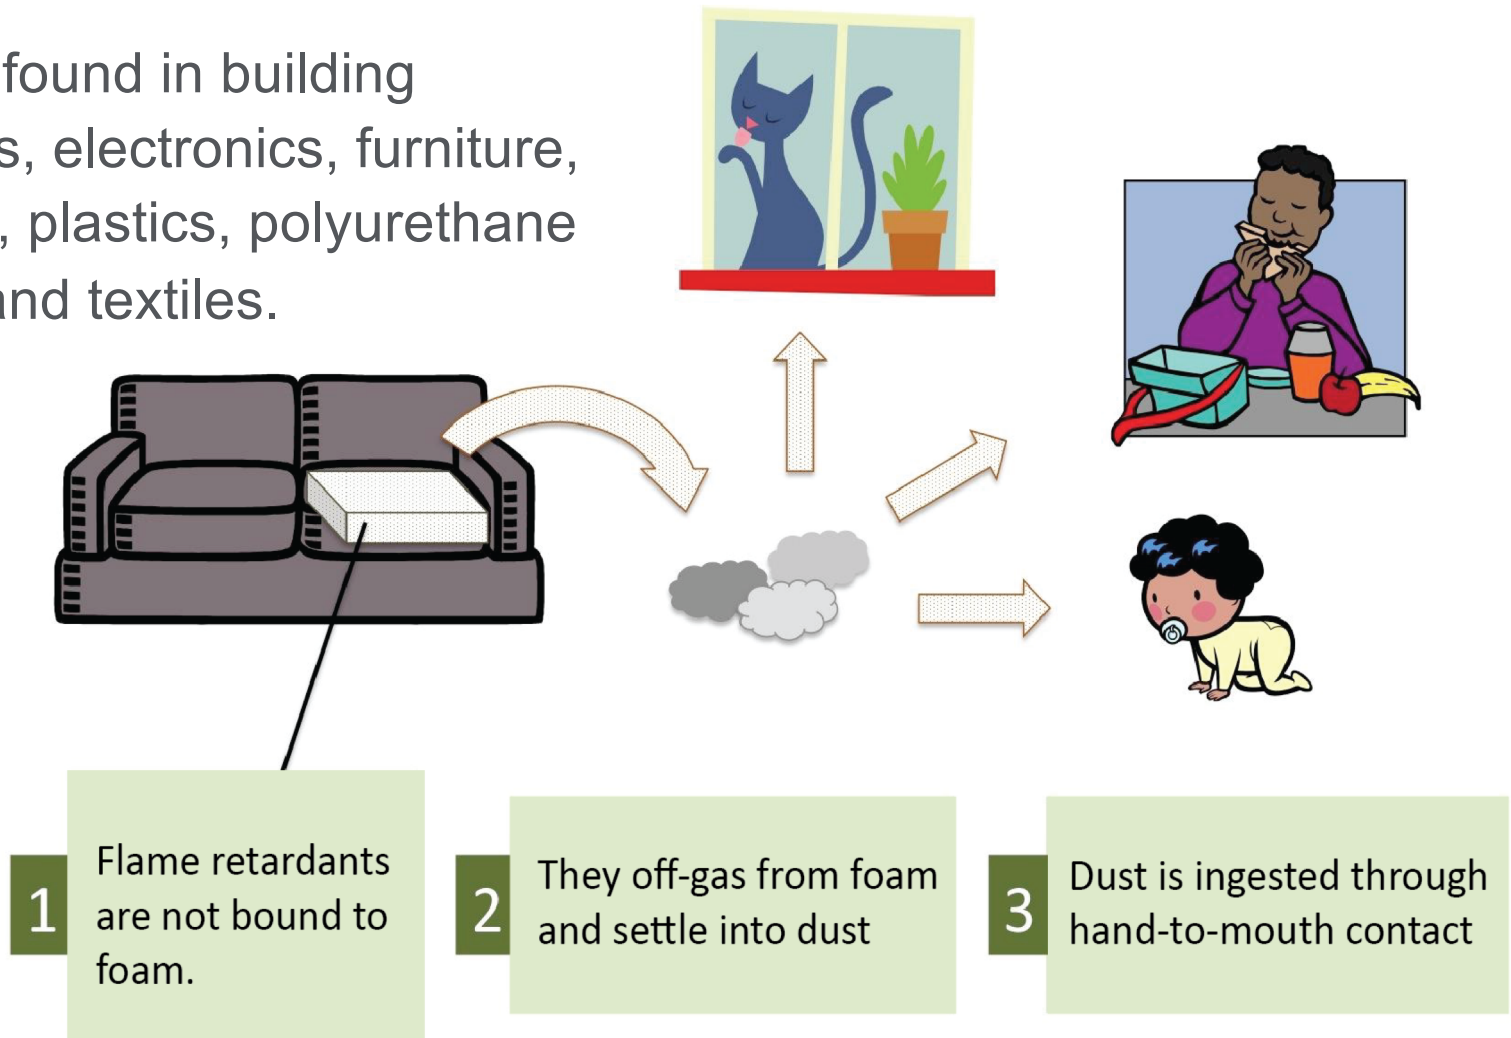 found in building
s, electronics, furniture,
, plastics, polyurethane
and textiles.
1
Flame retardants
are not bound to
foam.
2
They off-gas from foam
and settle into dust
3
Dust is ingested through
hand-to-mouth contact